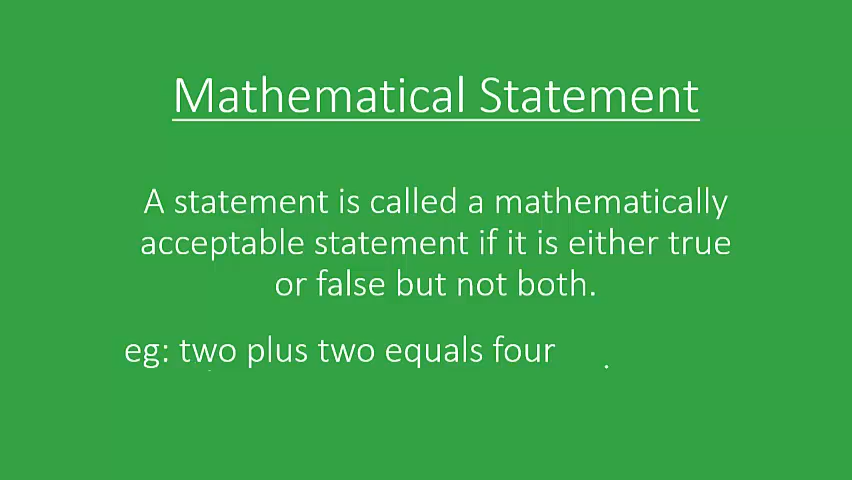 Mathematical Statement
A statement is called a mathematically
acceptable statement if it is either true
or false but not both.
eg: two plus two equals four .